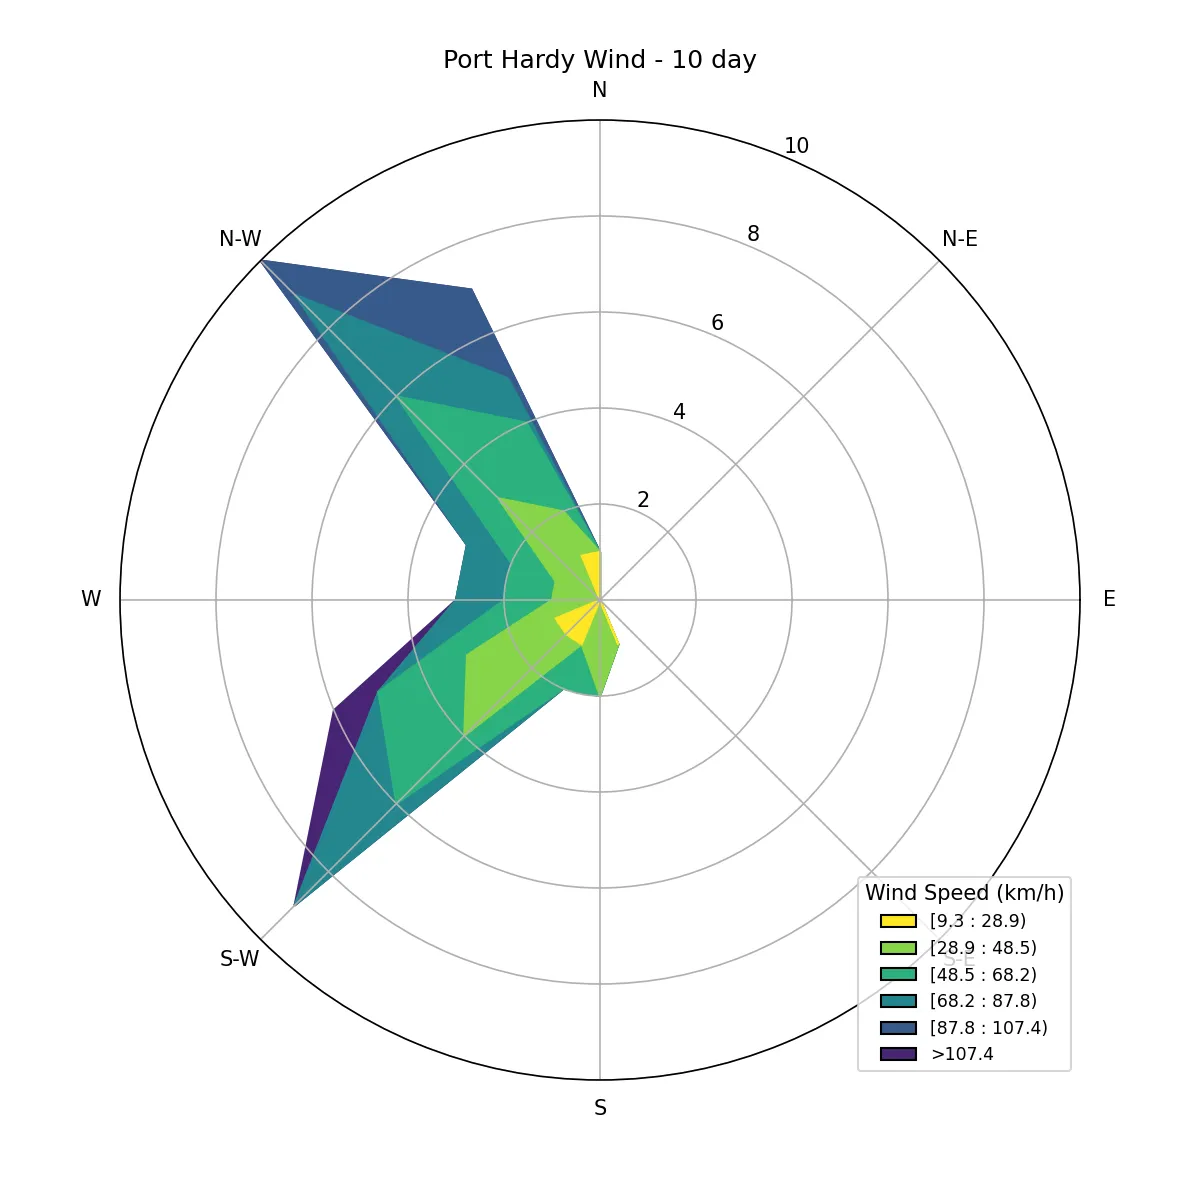 Port Hardy Wind - 10 day
N
10
N-W
N-E
8
6
4
2
W
E
Wind Speed (km/h)
[9.3 : 28.9)
[28.9 : 48.5)
S-W
S-E
[48.5 : 68.2)
[68.2 : 87.8)
[87.8 : 107.4)
>107.4
S